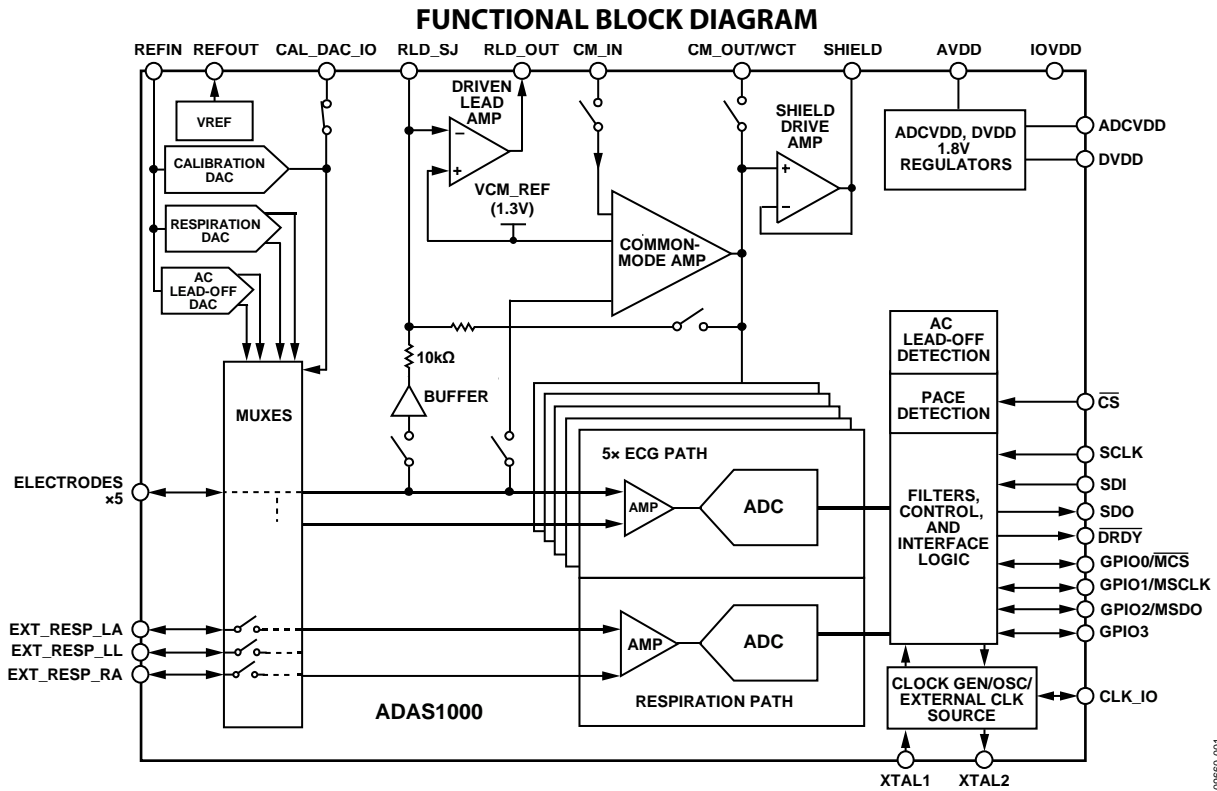 FUNCTIONAL BLOCK DIAGRAM
REFIN REFOUT CAL_DAC_IO RLD_SJ RLD_OUT CM_IN CM_OUT/WCT SHIELD AVDD IOVDD
DRIVEN
LEAD
AMP
VREF
SHIELD
DRIVE
AMP
ADCVDD, DVDD
1.8V
REGULATORS
ADCVDD
DVDD
CALIBRATION
DAC
–
+
+
–
VCM_REF
(1.3V)
RESPIRATION
DAC
COMMON-
MODE AMP
AC
LEAD-OFF
DAC
AC
LEAD-OFF
DETECTION
10kΩ
BUFFER
MUXES
PACE
DETECTION
CS
5× ECG PATH
SCLK
ELECTRODES
×5
AMP
ADC
FILTERS,
CONTROL,
AND
INTERFACE
LOGIC
SDI
SDO
DRDY
GPIO0/MCS
GPIO1/MSCLK
GPIO2/MSDO
GPIO3
EXT_RESP_LA
EXT_RESP_LL
EXT_RESP_RA
AMP
ADC
RESPIRATION PATH
ADAS1000
CLOCK GEN/OSC/
EXTERNAL CLK
SOURCE
CLK_IO
XTAL1 XTAL2
09660-001